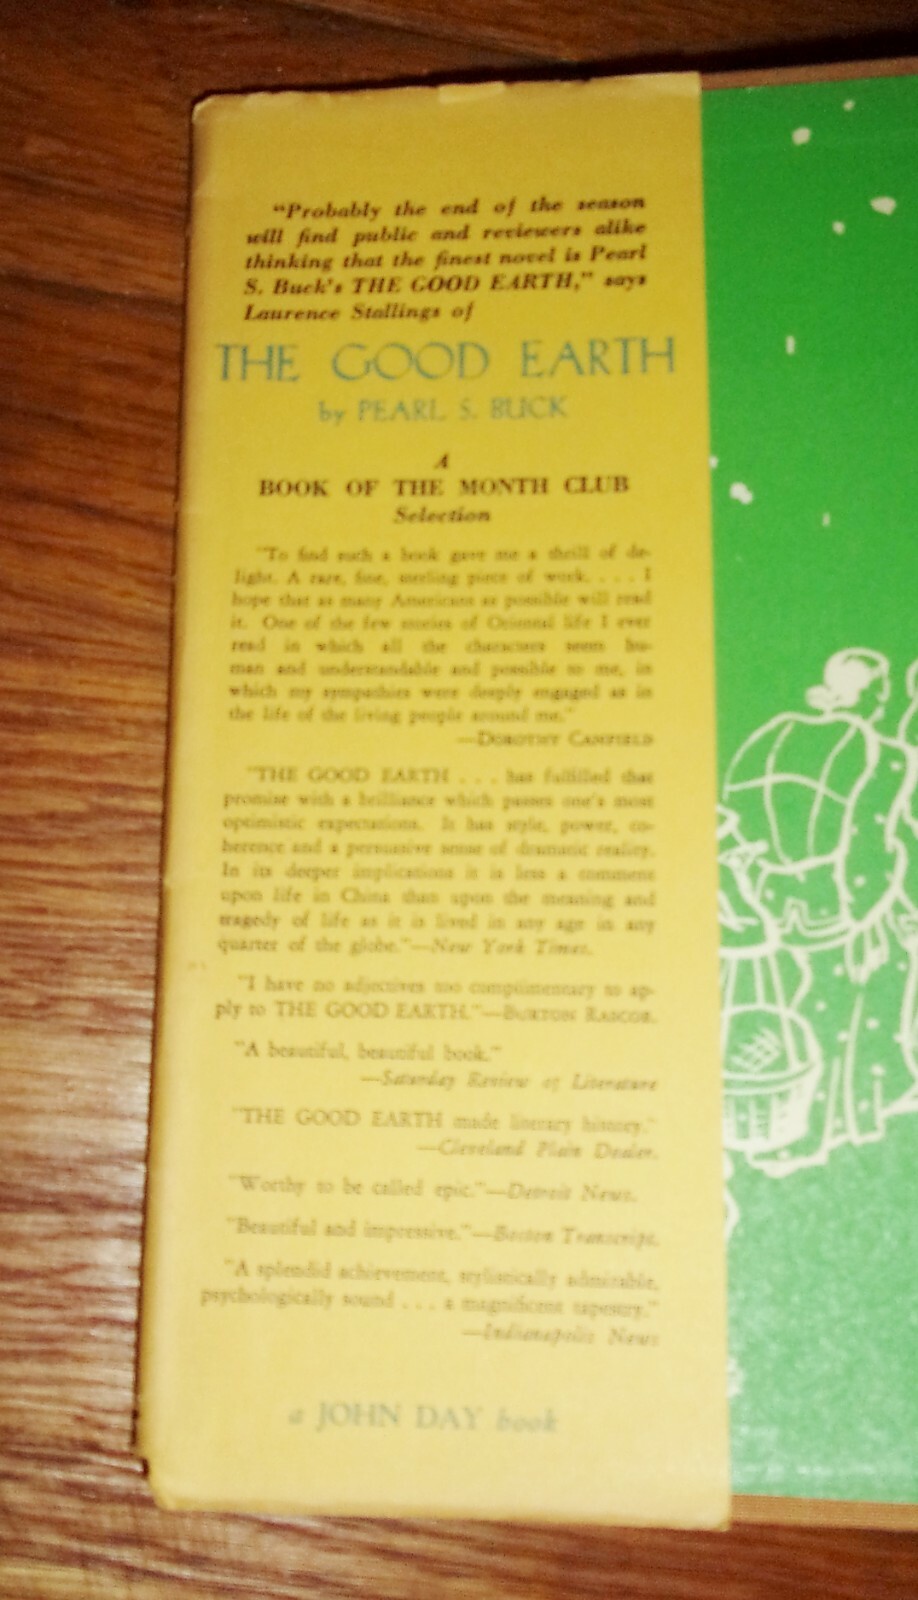 "Probably the end of the season
will find public and reviewers alike
thinking that the finest novel is Pearl
S. Buck's THE GOOD EARTH," says
Laurence Stallings of
THE GOOD EARTH
by PEARL S. BUCK
A
BOOK OF THE MONTH CLUB
Selection
"To find such a book gave me a thrill of de-
light. A rare, fine, sterling piece of work. . . . I
hope that as many Americans as possible will read
it. One of the few stories of Oriental life I ever
read in which all the characters seem hu-
man and understandable and possible to me, in
which my sympathies were deeply engaged as in
the life of the living people around me."
—DOROTHY CANFIELD
"THE GOOD EARTH . . . has fulfilled that
promise with a brilliance which passes one's most
optimistic expectations. It has style, power, co-
herence and a persuasive sense of dramatic reality.
In its deeper implications it is less a comment
upon life in China than upon the meaning and
tragedy of life as it is lived in any age in any
quarter of the globe."—New York Times.
"I have no adjectives too complimentary to ap-
ply to THE GOOD EARTH."—BURTON RASCOE.
"A beautiful, beautiful book."
—Saturday Review of Literature
"THE GOOD EARTH made literary history."
—Cleveland Plain Dealer.
"Worthy to be called epic."—Detroit News.
"Beautiful and impressive."—Boston Transcript.
"A splendid achievement, stylistically admirable,
psychologically sound . . . a magnificent tapestry."
—Indianapolis News
a JOHN DAY book